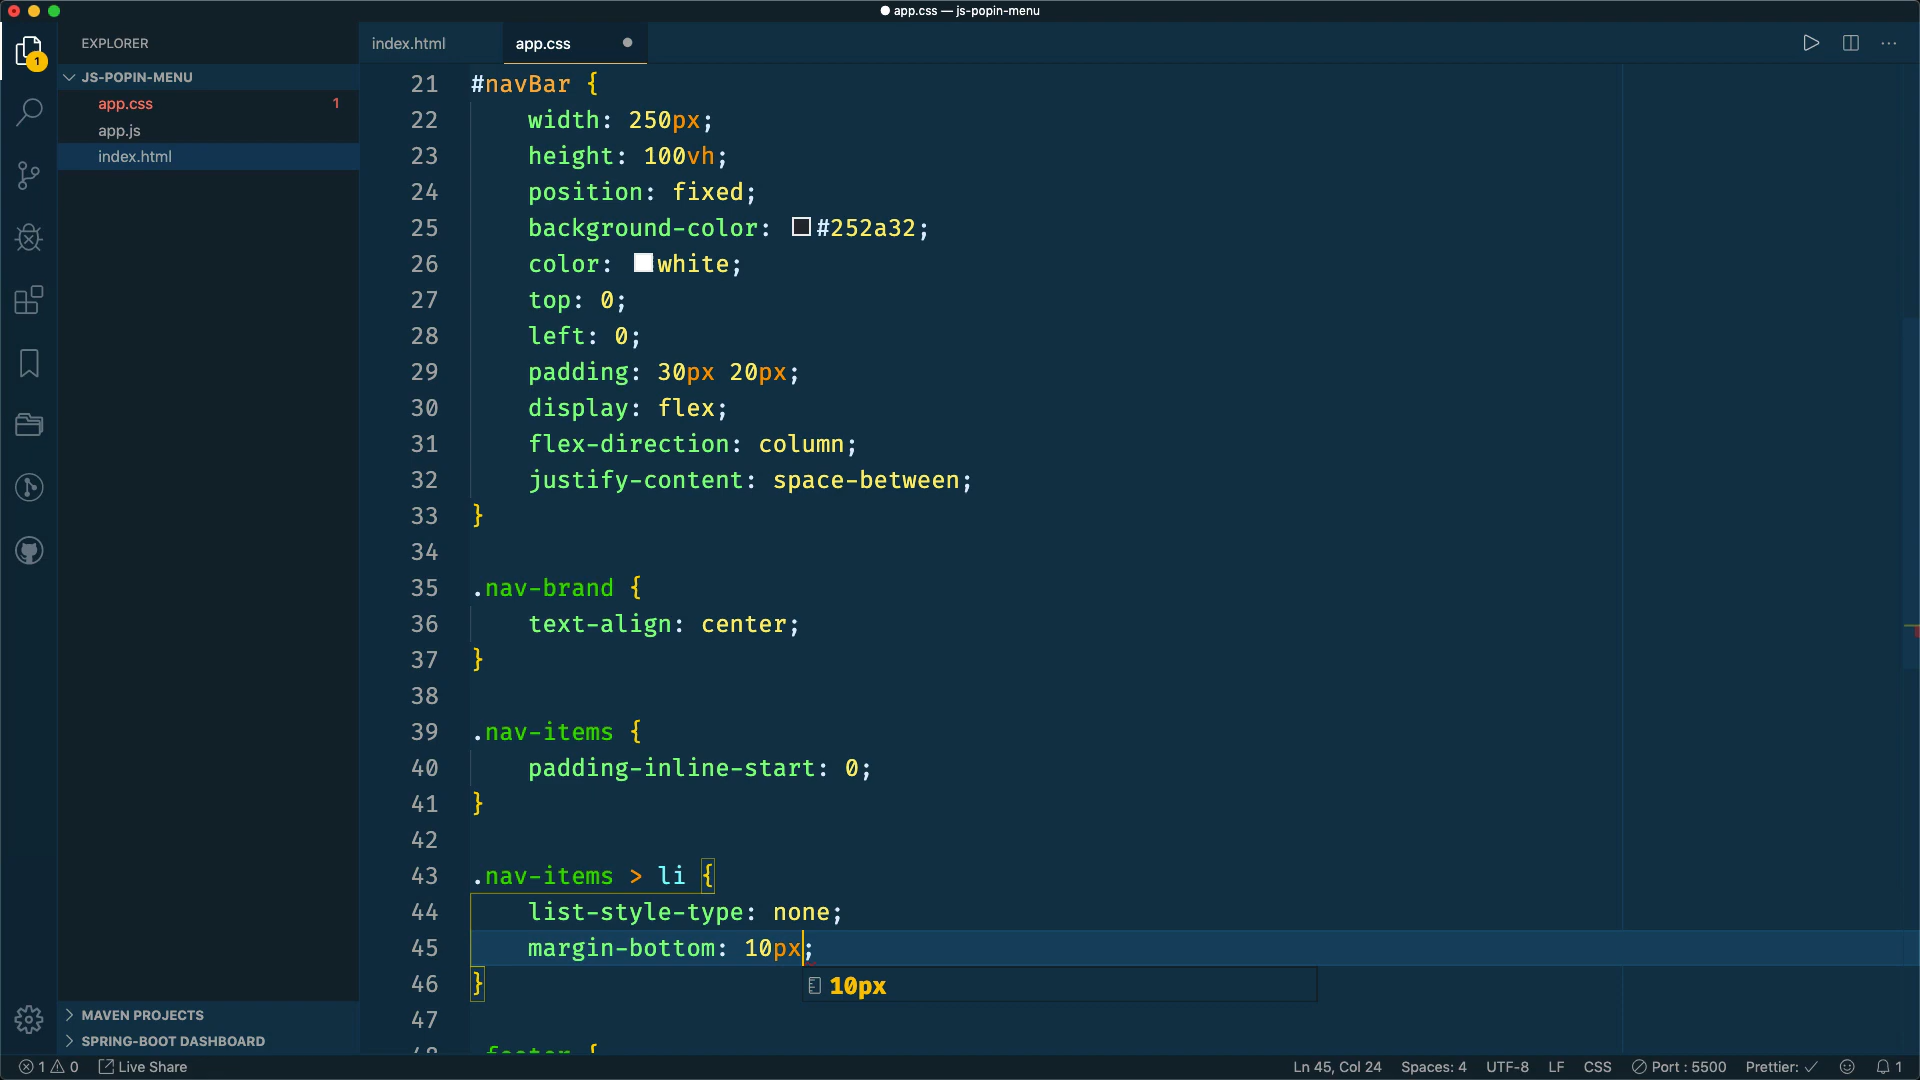 app.css — js-popin-menu
EXPLORER
index.html
app.css
JS-POPIN-MENU
app.css 1
app.js
index.html
1
21 #navBar {
22 width: 250px;
23 height: 100vh;
24 position: fixed;
25 background-color: #252a32;
26 color: white;
27 top: 0;
28 left: 0;
29 padding: 30px 20px;
30 display: flex;
31 flex-direction: column;
32 justify-content: space-between;
33 }
34
35 .nav-brand {
36 text-align: center;
37 }
38
39 .nav-items {
40 padding-inline-start: 0;
41 }
42
43 .nav-items > li {
44 list-style-type: none;
45 margin-bottom: 10px;
46 }
10px
47
48 .footer {
MAVEN PROJECTS
SPRING-BOOT DASHBOARD
1 0 Live Share
Ln 45, Col 24 Spaces: 4 UTF-8 LF CSS Port : 5500 Prettier: ✓ 1